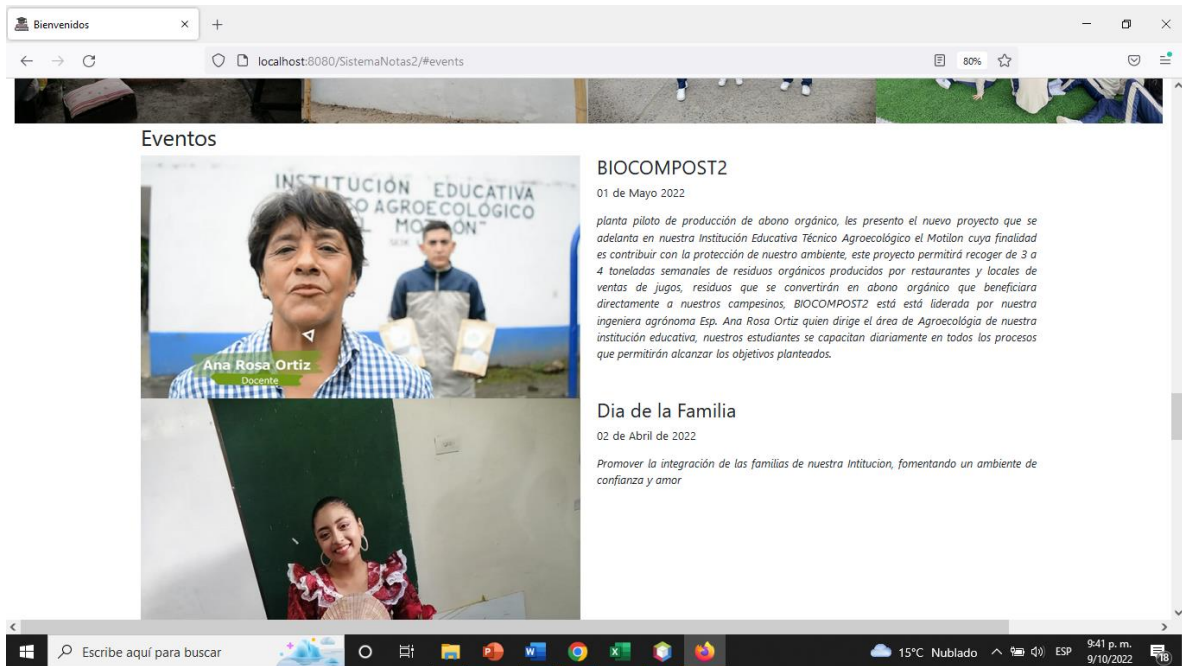 Bienvenidos
localhost:8080/SistemaNotas2/#events
80%
Eventos
INSTITUCIÓN EDUCATIVA
CO AGROECOLÓGICO
L MOTILÓN"
SEDE
Ana Rosa Ortiz
Docente
BIOCOMPOST2
01 de Mayo 2022
planta piloto de producción de abono orgánico, les presento el nuevo proyecto que se
adelanta en nuestra Institución Educativa Técnico Agroecológico el Motilon cuya finalidad
es contribuir con la protección de nuestro ambiente, este proyecto permitirá recoger de 3 a
4 toneladas semanales de residuos orgánicos producidos por restaurantes y locales de
ventas de jugos, residuos que se convertirán en abono orgánico que beneficiara
directamente a nuestros campesinos, BIOCOMPOST2 está está liderada por nuestra
ingeniera agrónoma Esp. Ana Rosa Ortiz quien dirige el área de Agroecológia de nuestra
institución educativa, nuestros estudiantes se capacitan diariamente en todos los procesos
que permitirán alcanzar los objetivos planteados.
Dia de la Familia
02 de Abril de 2022
Promover la integración de las familias de nuestra Intitucion, fomentando un ambiente de
confianza y amor
Escribe aquí para buscar
15°C Nublado
ESP
9:41 p. m.
9/10/2022
18